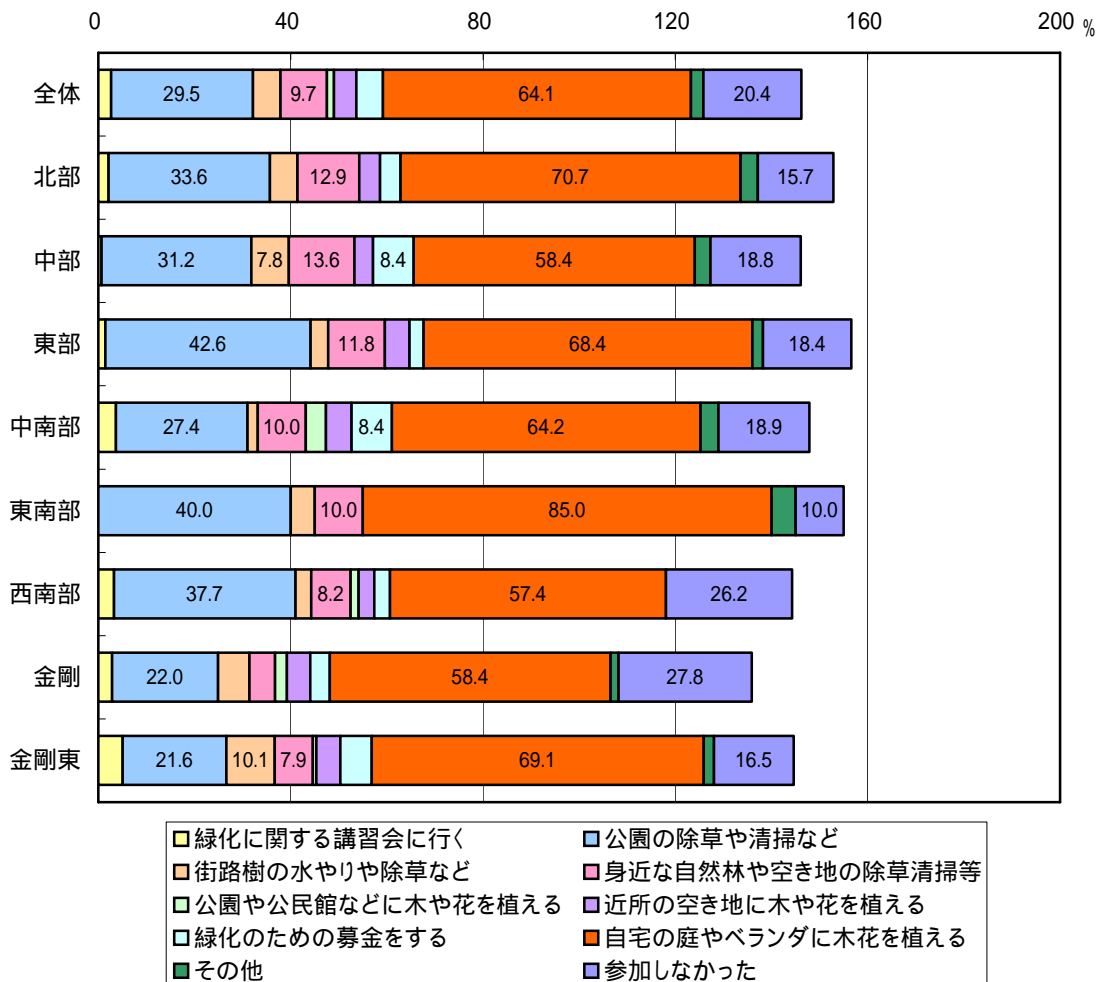 0 40 80 120 160 200 %
全体 29.5 9.7 64.1 20.4
北部 33.6 12.9 70.7 15.7
中部 31.2 7.8 13.6 8.4 58.4 18.8
東部 42.6 11.8 68.4 18.4
中南部 27.4 10.0 8.4 64.2 18.9
東南部 40.0 10.0 85.0 10.0
西南部 37.7 8.2 57.4 26.2
金剛 22.0 58.4 27.8
金剛東 21.6 10.1 7.9 69.1 16.5
緑化に関する講習会に行く 公園の除草や清掃など
街路樹の水やりや除草など 身近な自然林や空き地の除草清掃等
公園や公民館などに木や花を植える 近所の空き地に木や花を植える
緑化のための募金をする 自宅の庭やベランダに木花を植える
その他 参加しなかった